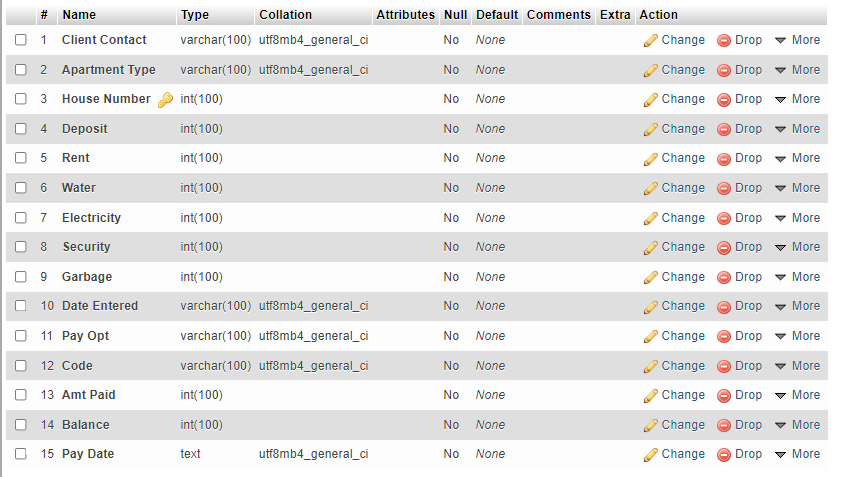 # Name Type Collation Attributes Null Default Comments Extra Action
1 Client Contact varchar(100) utf8mb4_general_ci No None Change Drop More
2 Apartment Type varchar(100) utf8mb4_general_ci No None Change Drop More
3 House Number int(100) No None Change Drop More
4 Deposit int(100) No None Change Drop More
5 Rent int(100) No None Change Drop More
6 Water int(100) No None Change Drop More
7 Electricity int(100) No None Change Drop More
8 Security int(100) No None Change Drop More
9 Garbage int(100) No None Change Drop More
10 Date Entered varchar(100) utf8mb4_general_ci No None Change Drop More
11 Pay Opt varchar(100) utf8mb4_general_ci No None Change Drop More
12 Code varchar(100) utf8mb4_general_ci No None Change Drop More
13 Amt Paid int(100) No None Change Drop More
14 Balance int(100) No None Change Drop More
15 Pay Date text utf8mb4_general_ci No None Change Drop More